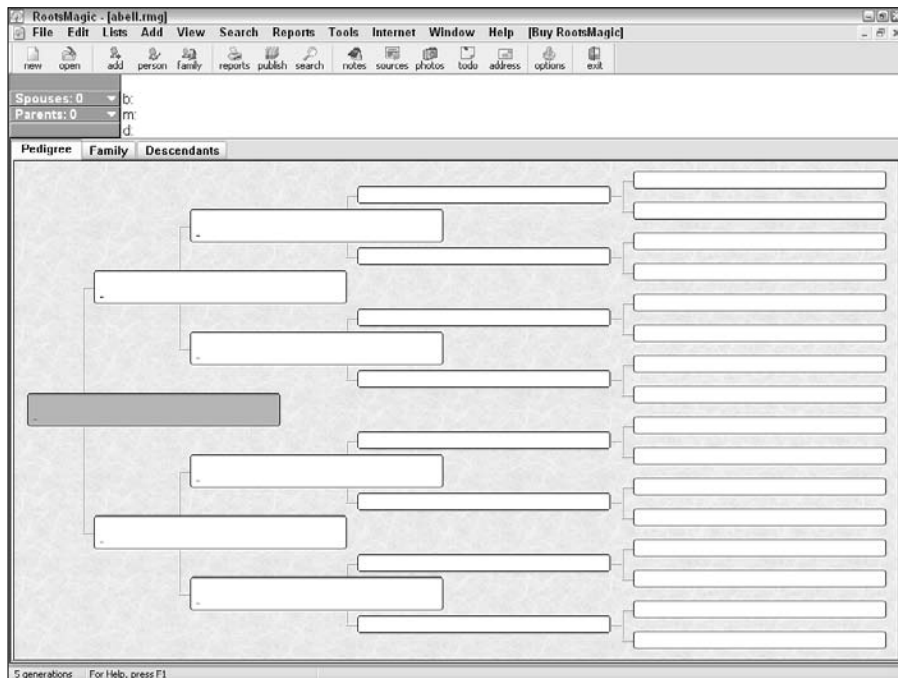 RootsMagic - [abell.rmg]
File Edit Lists Add View Search Reports Tools Internet Window Help [Buy RootsMagic]
new open add person family reports publish search notes sources photos todo address options exit
Spouses: 0 b:
Parents: 0 m:
d:
Pedigree Family Descendants
5 generations For Help, press F1